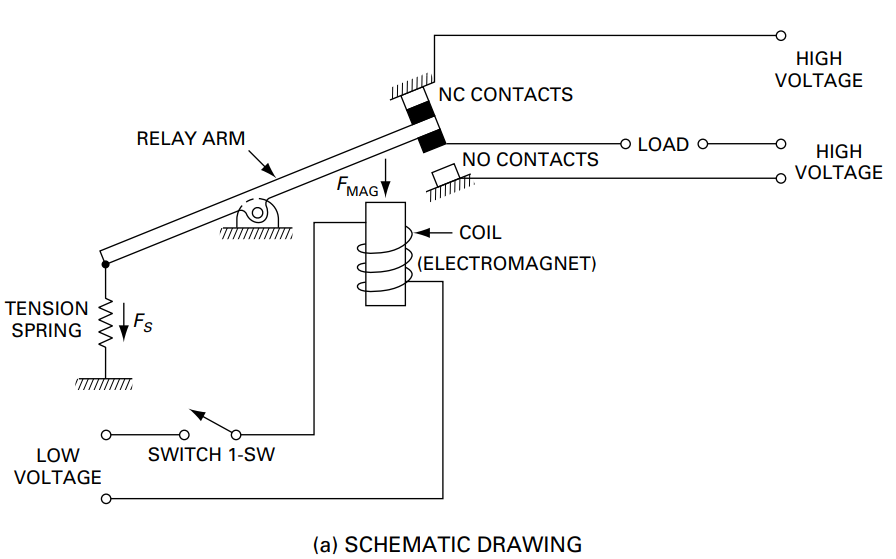 HIGH
VOLTAGE
NC CONTACTS
RELAY ARM
LOAD
HIGH
VOLTAGE
NO CONTACTS
FMAG
COIL
(ELECTROMAGNET)
TENSION
SPRING
FS
LOW
VOLTAGE
SWITCH 1-SW
(a) SCHEMATIC DRAWING